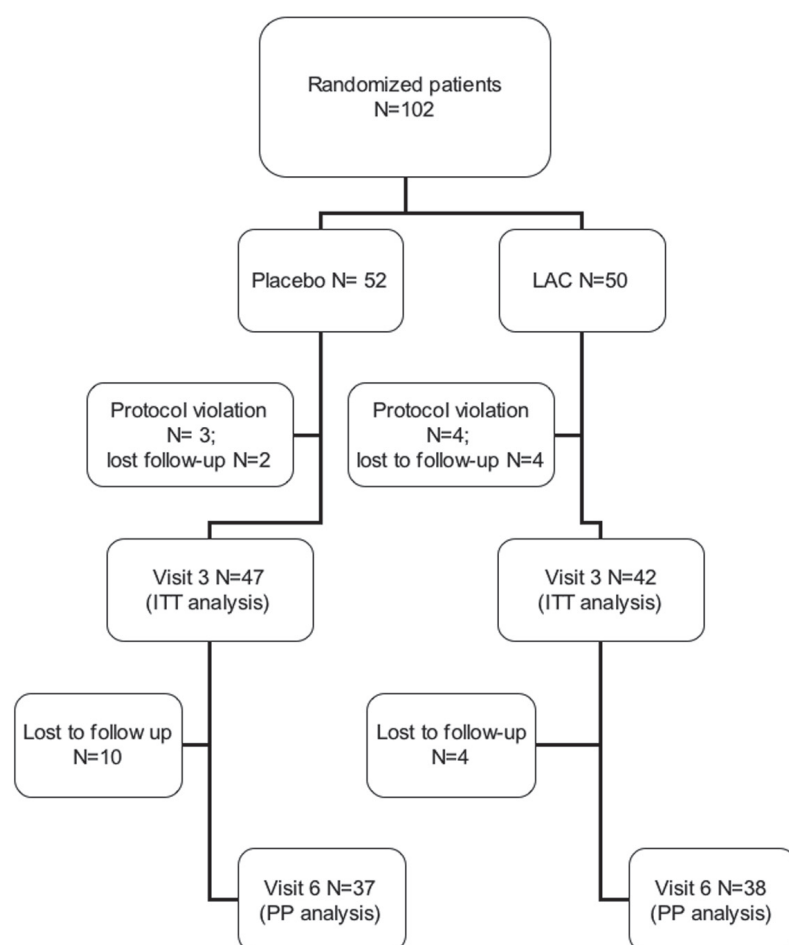 Randomized patients
N=102
Placebo N= 52
LAC N=50
Protocol violation
N= 3;
lost follow-up N=2
Protocol violation
N=4;
lost to follow-up N=4
Visit 3 N=47
(ITT analysis)
Visit 3 N=42
(ITT analysis)
Lost to follow up
N=10
Lost to follow-up
N=4
Visit 6 N=37
(PP analysis)
Visit 6 N=38
(PP analysis)